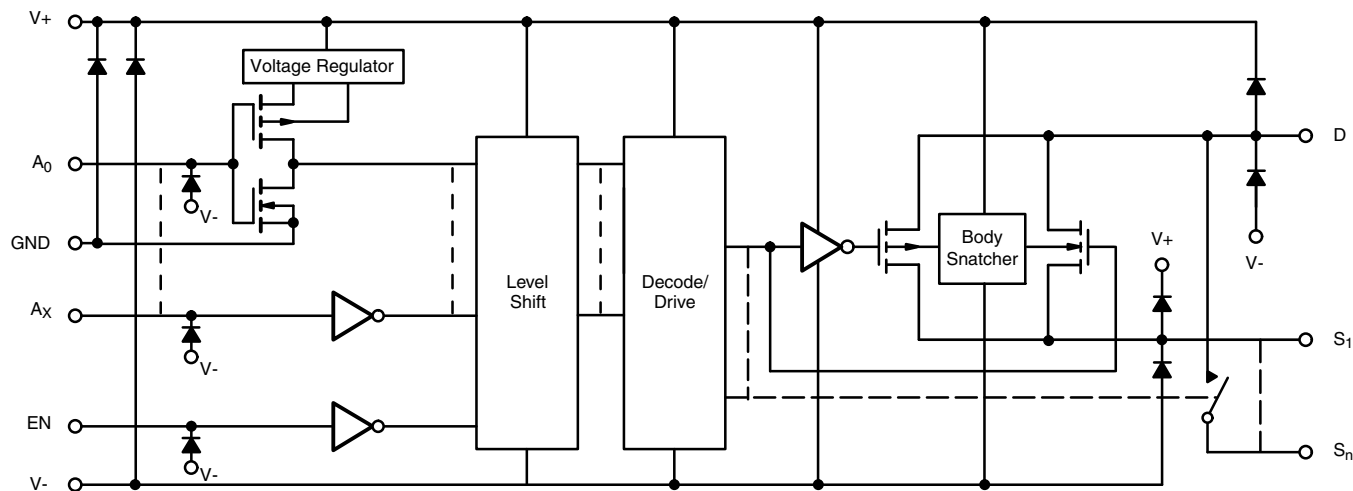 V+
Voltage Regulator
A0
V-
GND
AX
V-
EN
V-
V-
Level
Shift
Decode/
Drive
Body
Snatcher
D
V-
V+
S1
Sn